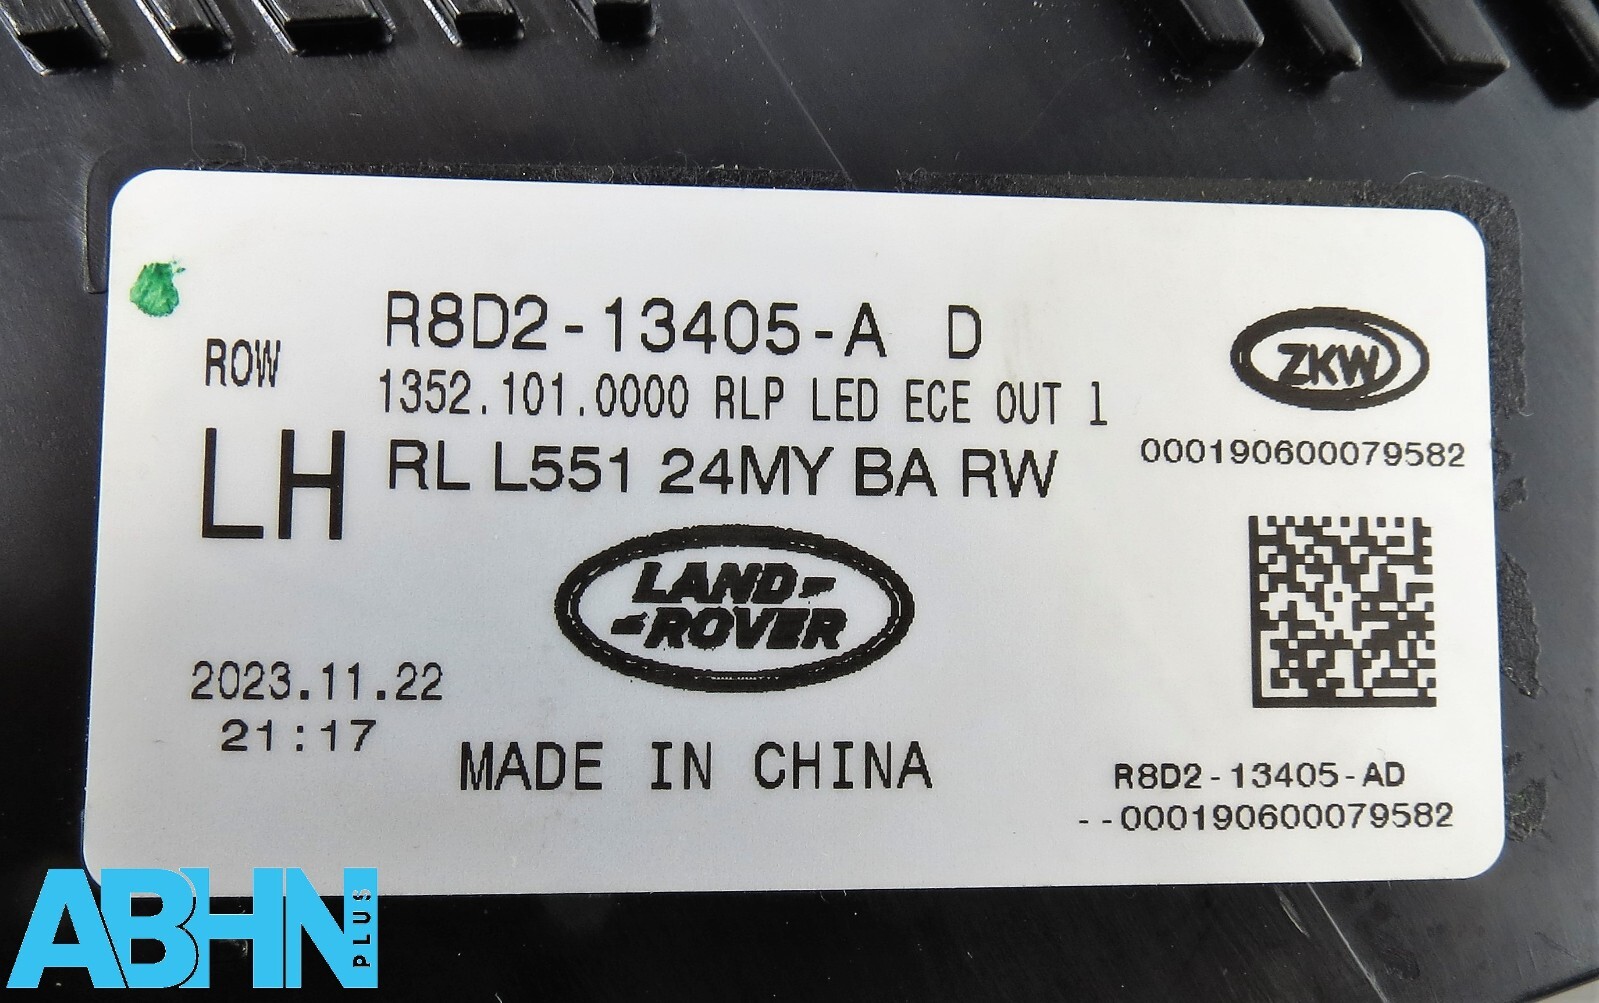 ROW
R8D2-13405-A D
1352.101.0000 RLP LED ECE OUT 1
LH
RL L551 24MY BA RW
ZKW
000190600079582
LAND-
-ROVER
2023.11.22
21:17
MADE IN CHINA
R8D2-13405-AD
--000190600079582
ABHN
PLUS